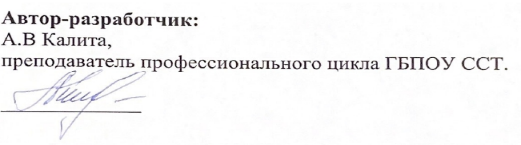 Автор-разработчик:
А.В Калита,
преподаватель профессионального цикла ГБПОУ ССТ.